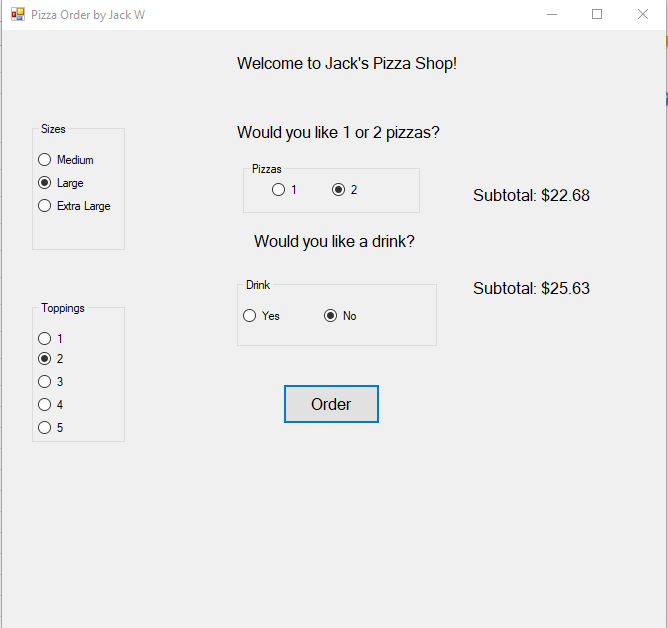 Pizza Order by Jack W
Welcome to Jack's Pizza Shop!
Sizes
Medium
Large
Extra Large
Would you like 1 or 2 pizzas?
Pizzas
1 2
Subtotal: $22.68
Would you like a drink?
Drink
Yes No
Subtotal: $25.63
Toppings
1
2
3
4
5
Order